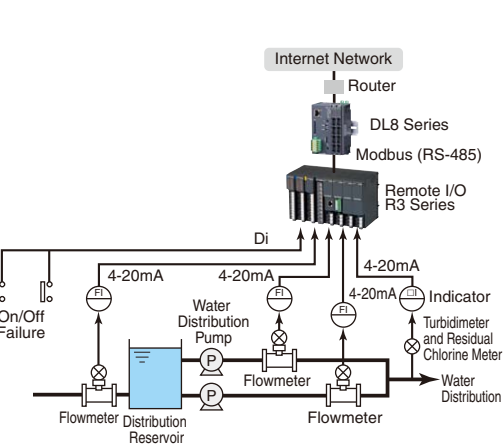 Internet Network
Router
DL8 Series
Modbus (RS-485)
Remote I/O
R3 Series
Di
4-20mA
4-20mA
4-20mA
4-20mA
FI
FI
FI
□I
Indicator
On/Off
Failure
Water
Distribution
Pump
Turbidimeter
and Residual
Chlorine Meter
P
P
Flowmeter
Water
Distribution
Flowmeter
Distribution
Reservoir
Flowmeter